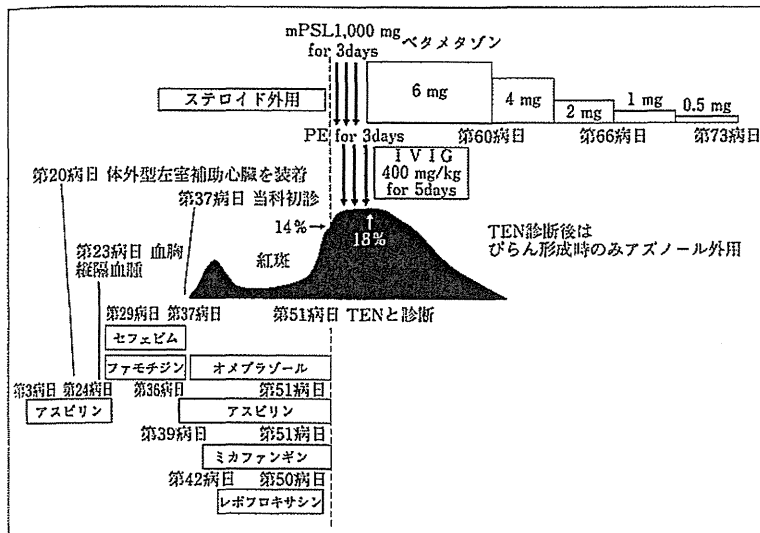 mPSL1,000 mg
for 3days
ベタメタゾン
ステロイド外用
6 mg
4 mg
2 mg
1 mg
0.5 mg
PE for 3days
第60病日
第66病日
第73病日
IVIG
400 mg/kg
for 5days
第20病日 体外型左室補助心臓を装着
第37病日 当科初診
14%→
18%
第23病日 血胸
縦隔血腫
紅斑
TEN診断後は
びらん形成時のみアズノール外用
第29病日 第37病日
第51病日 TENと診断
セフェピム
ファモチジン
オメプラゾール
第3病日 第24病日
第36病日
第51病日
アスピリン
アスピリン
第39病日
第51病日
ミカファンギン
第42病日
第50病日
レボフロキサシン